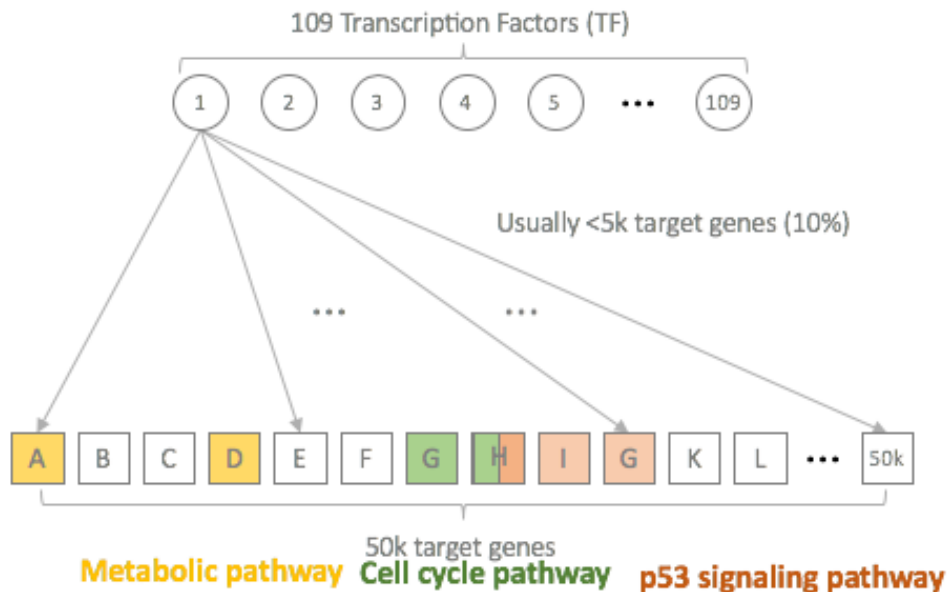 109 Transcription Factors (TF)
1 2 3 4 5 ... 109
Usually <5k target genes (10%)
... ...
A B C D E F G H I G K L ... 50k
50k target genes
Metabolic pathway Cell cycle pathway p53 signaling pathway